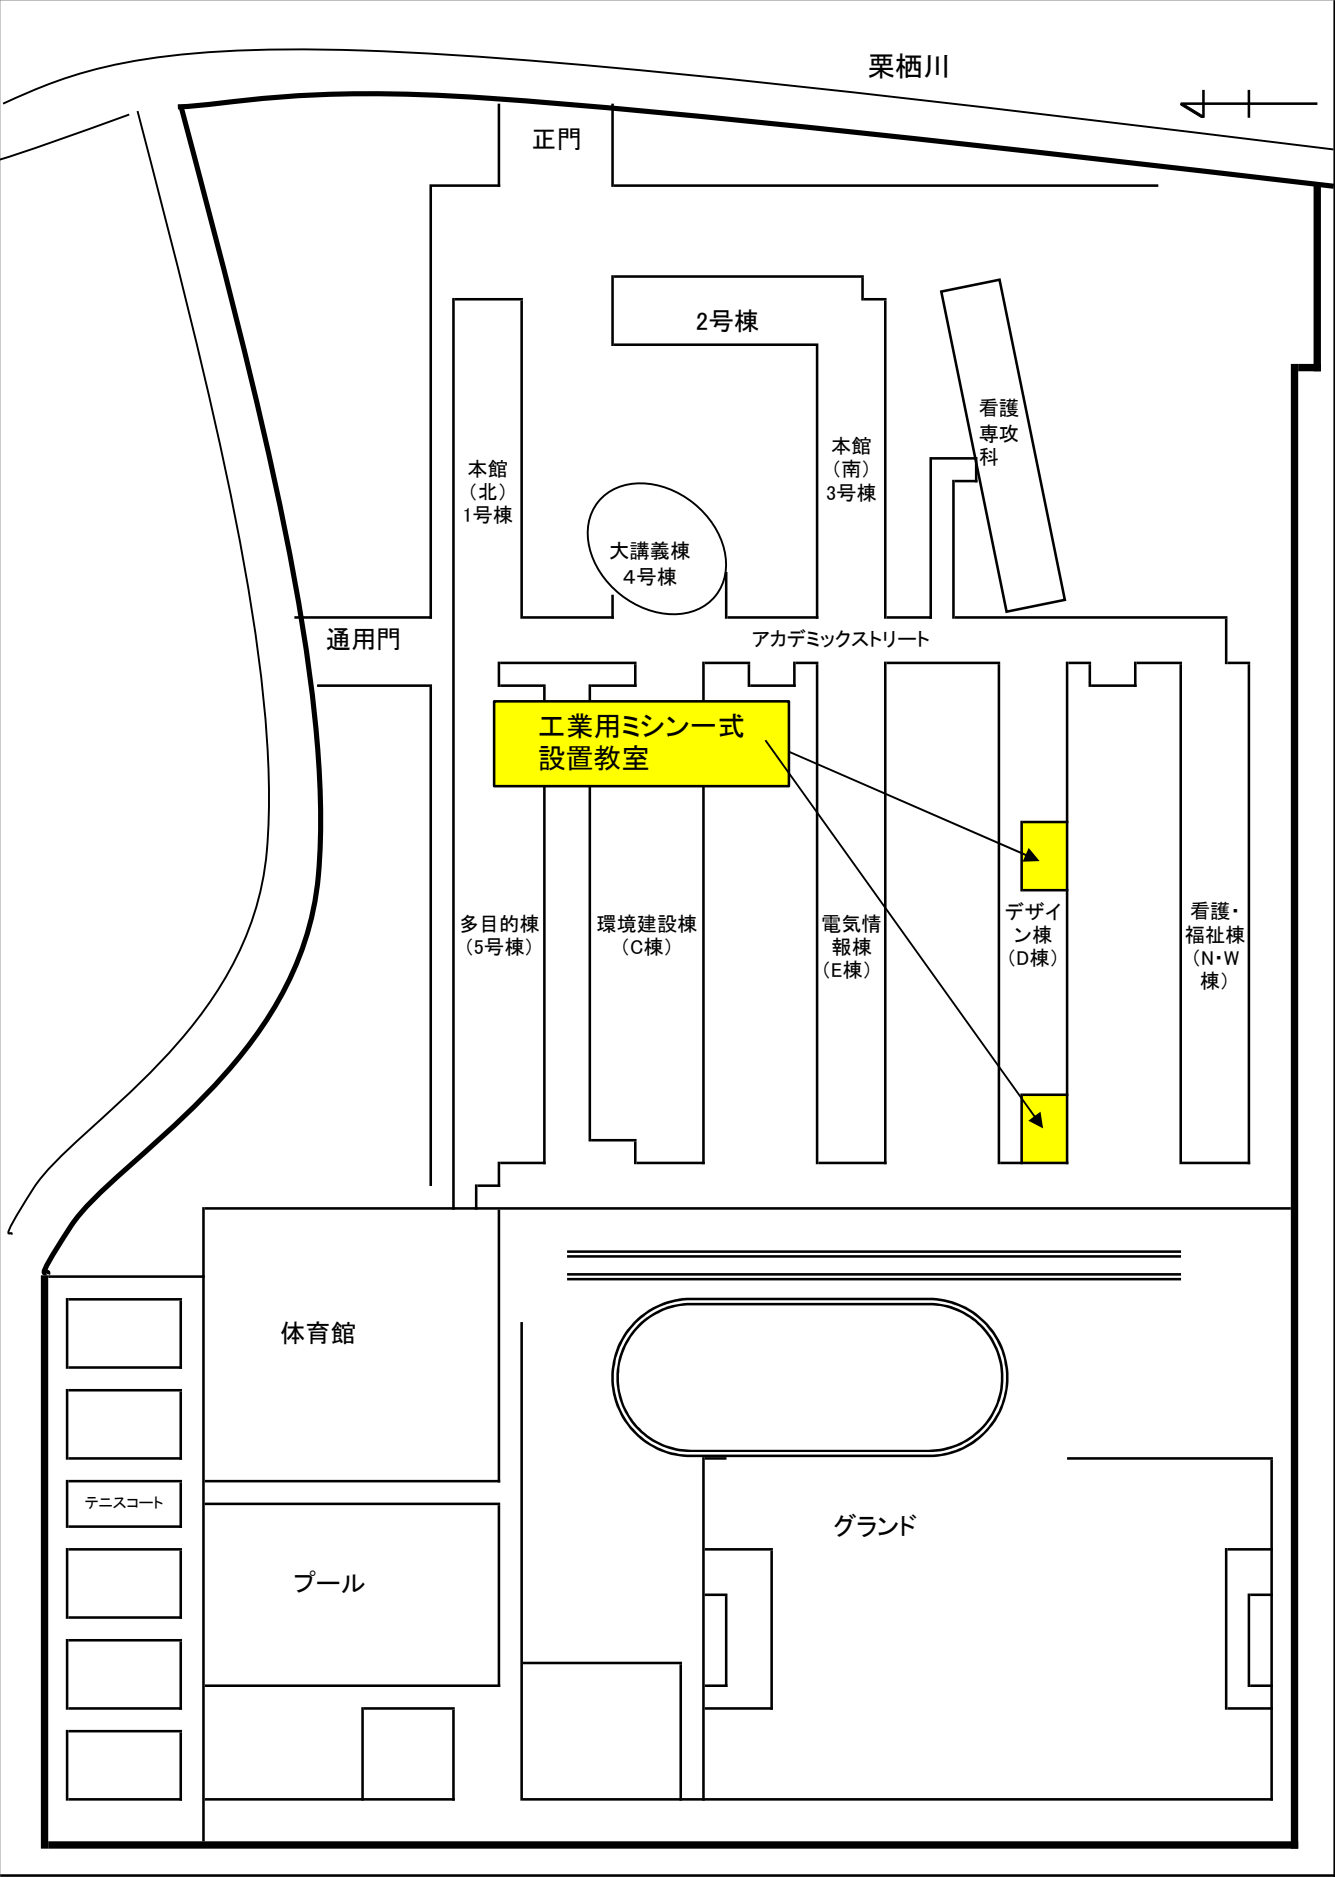 栗栖川
正門
2号棟
看護
専攻
科
本館
（南）
3号棟
本館
（北）
1号棟
大講義棟
４号棟
通用門
アカデミックストリート
工業用ミシン一式
設置教室
多目的棟
（5号棟）
環境建設棟
（C棟）
電気情
報棟
（E棟）
デザイ
ン棟
（D棟）
看護・
福祉棟
（N・W
棟）
体育館
テニスコート
グランド
プール